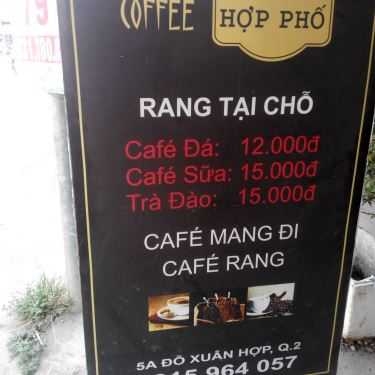 COFFEE
HỢP PHỐ
RANG TẠI CHỖ
Café Đá: 12.000đ
Café Sữa: 15.000đ
Trà Đào: 15.000đ
CAFÉ MANG ĐI
CAFÉ RANG
5A ĐỖ XUÂN HỢP, Q.2
964 057